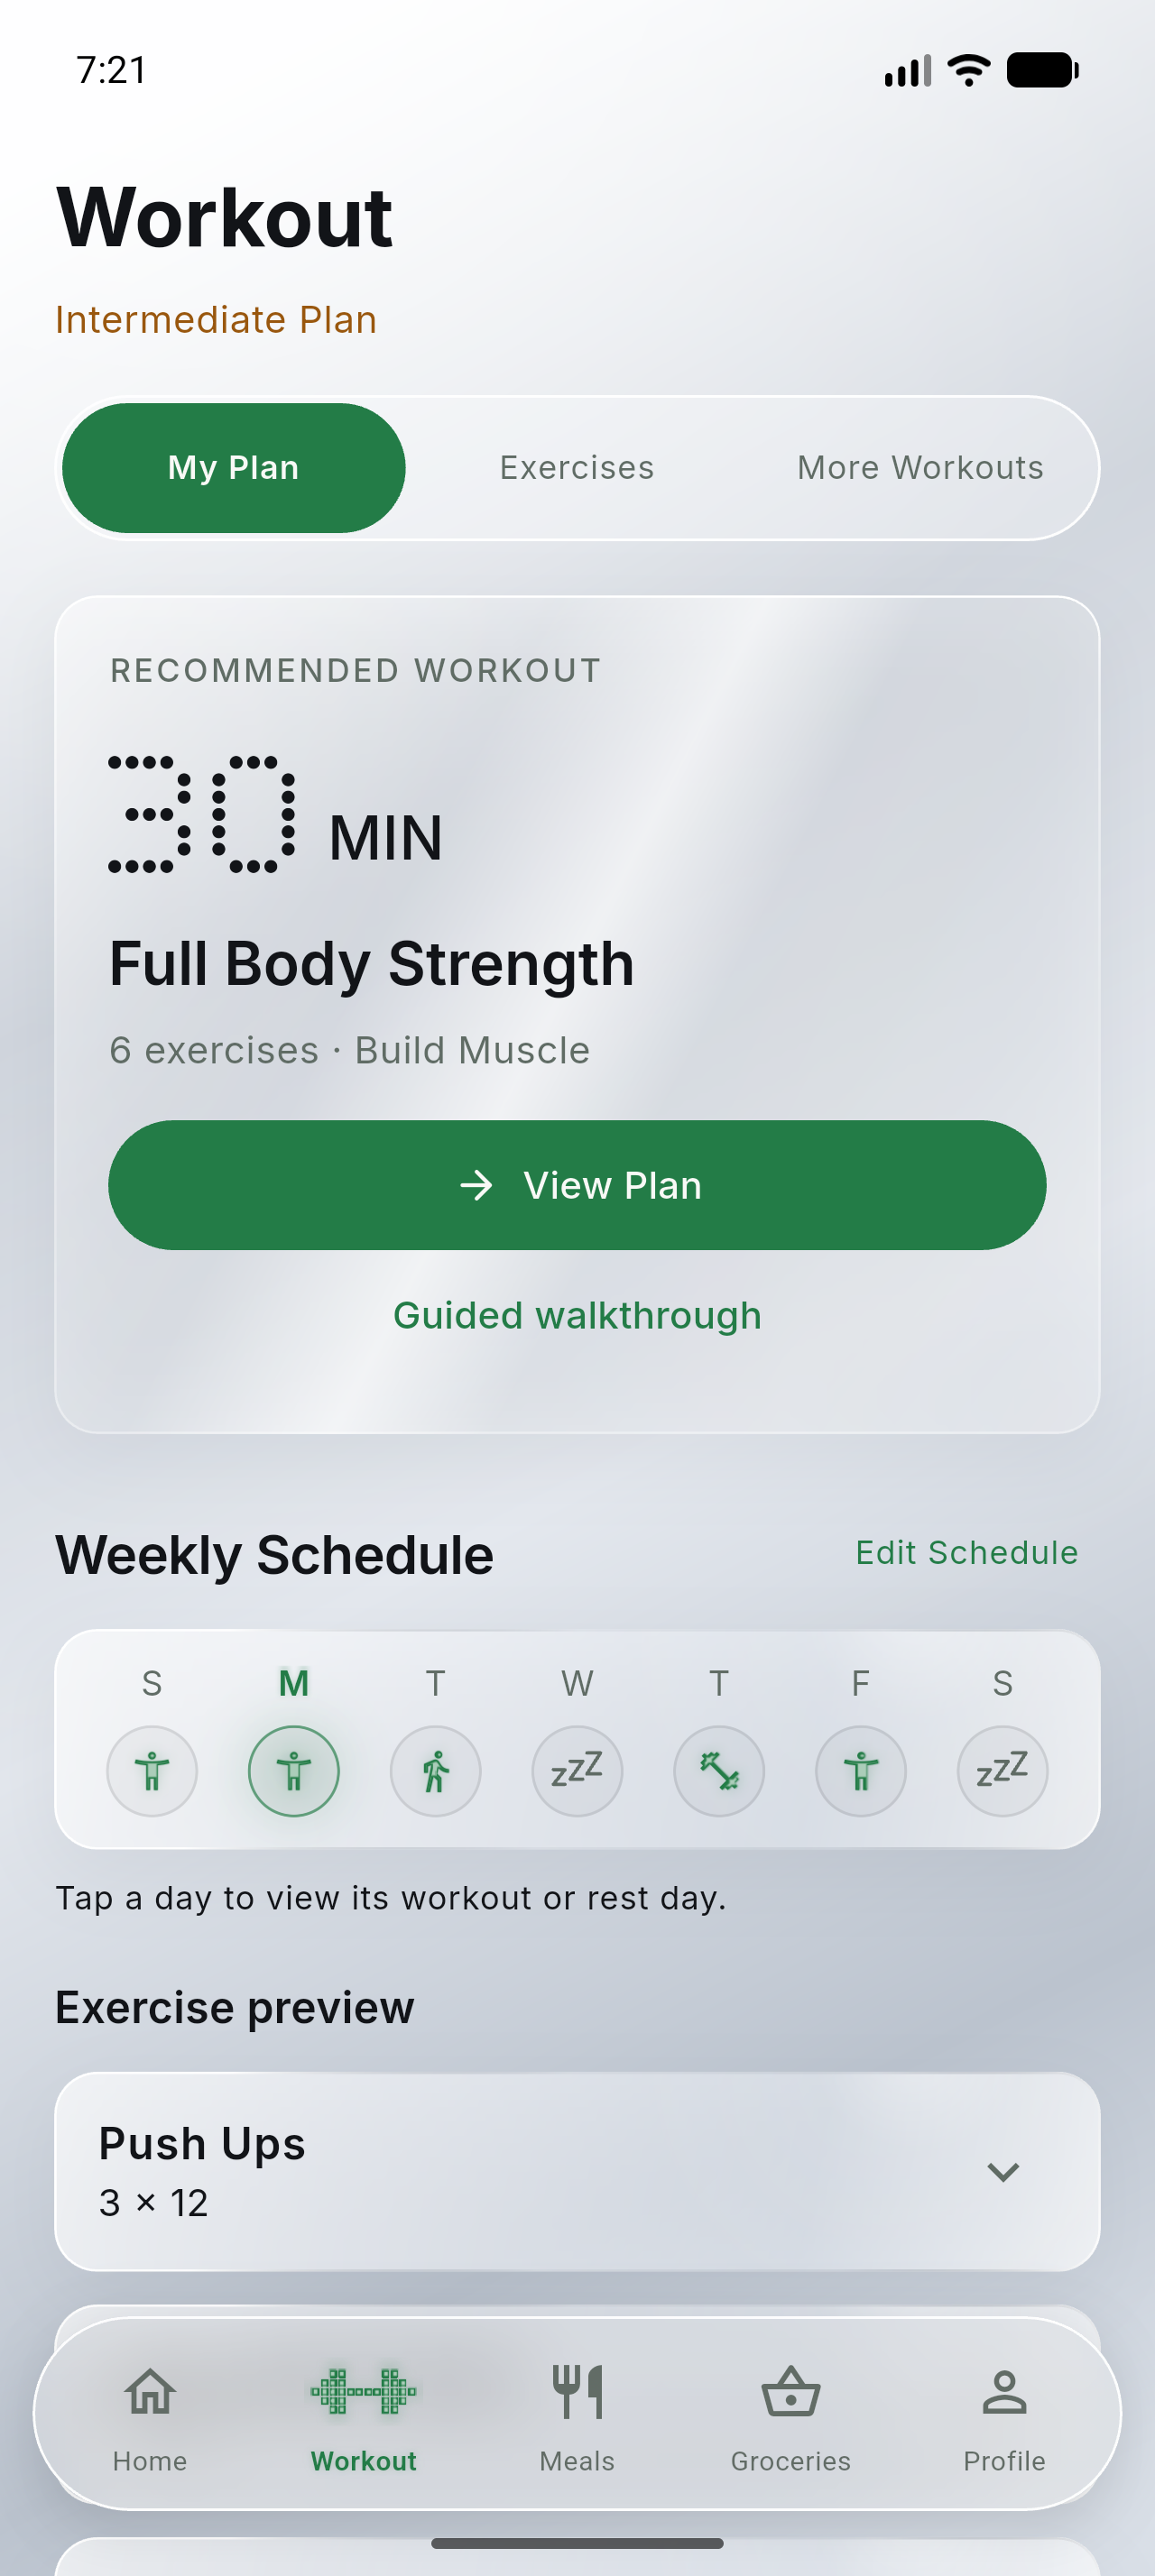 7:21
Workout
Intermediate Plan
My Plan Exercises More Workouts
RECOMMENDED WORKOUT
30 MIN
Full Body Strength
6 exercises · Build Muscle
→ View Plan
Guided walkthrough
Weekly Schedule Edit Schedule
S M T W T F S
zzZ zzZ
Tap a day to view its workout or rest day.
Exercise preview
Push Ups
3 × 12
Home Workout Meals Groceries Profile